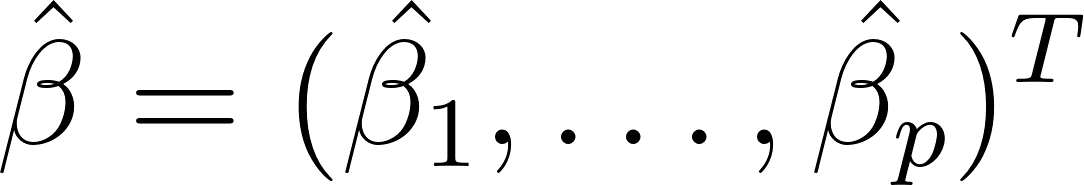 β̂ = (β̂₁, . . . , β̂ₚ)ᵀ